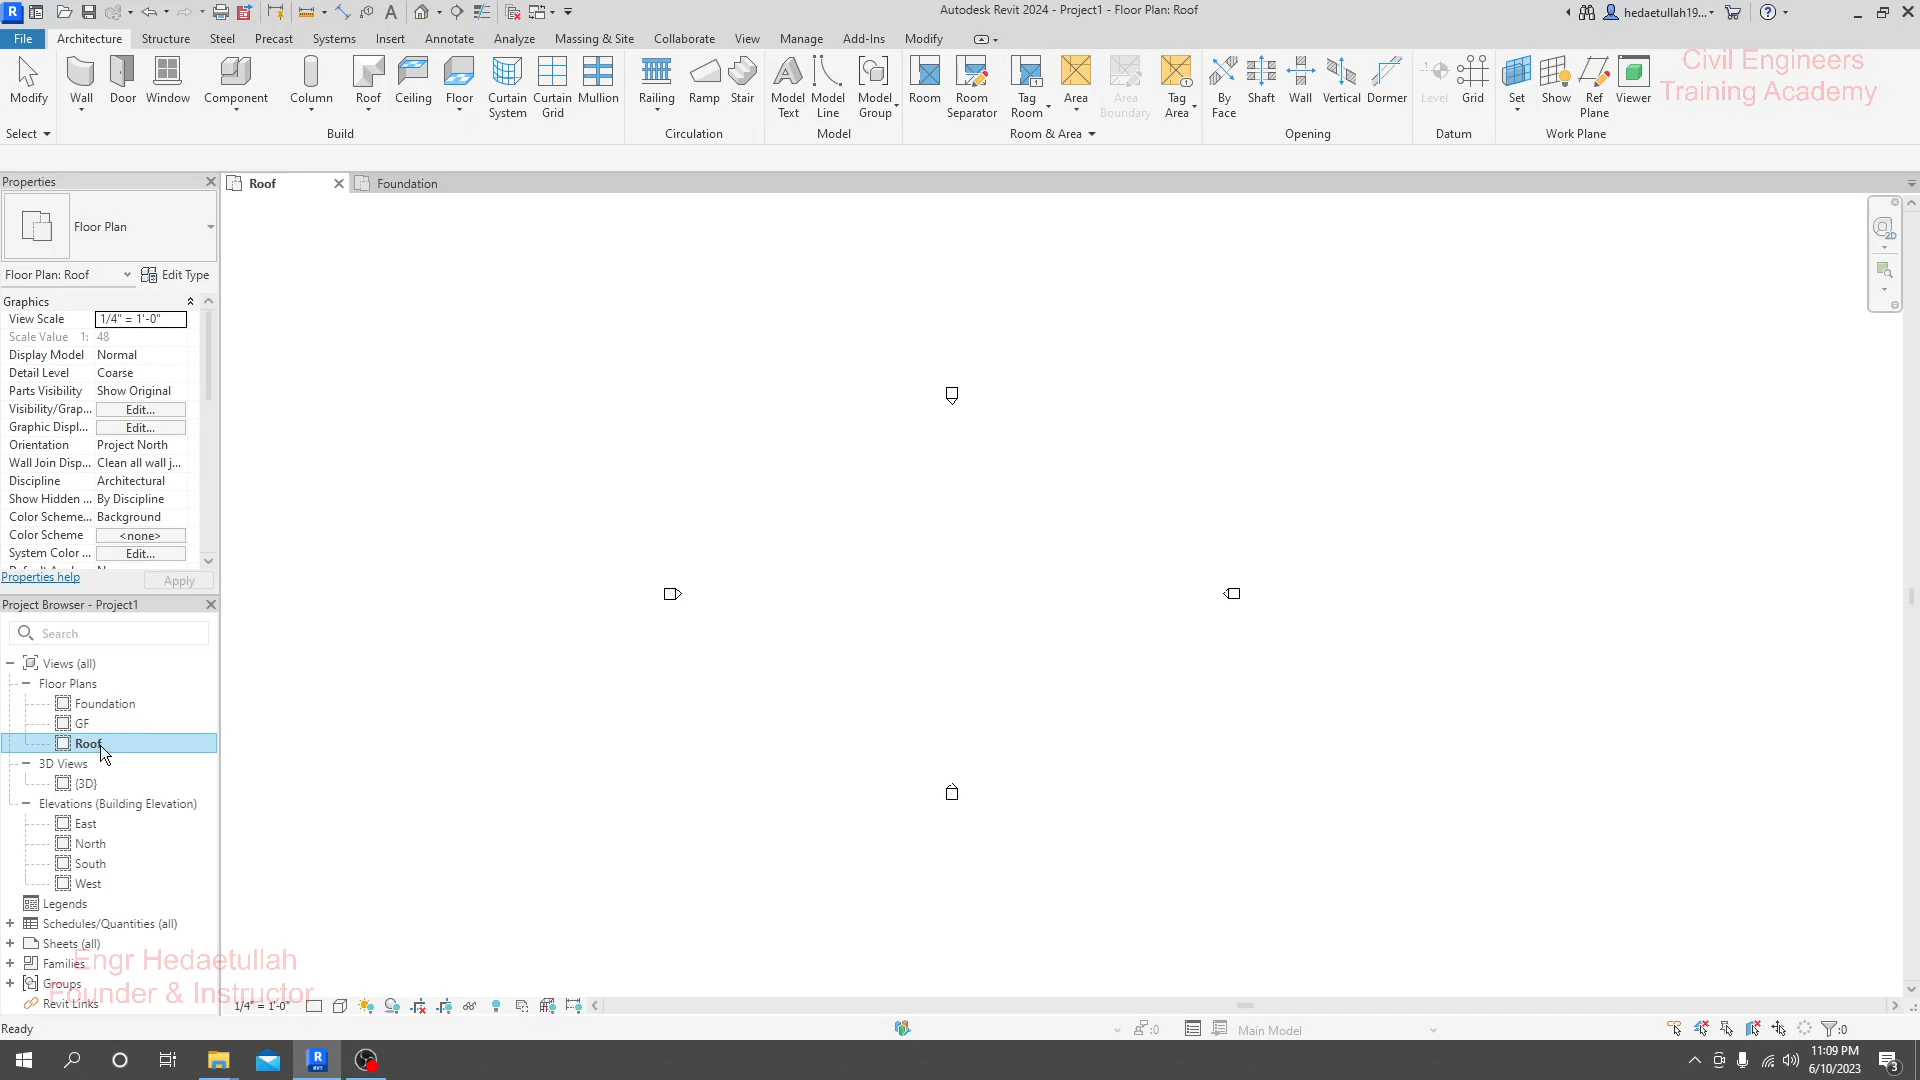 Autodesk Revit 2024 - Project1 - Floor Plan: Roof
hedaetullah19...
File
Architecture
Structure
Steel
Precast
Systems
Insert
Annotate
Analyze
Massing & Site
Collaborate
View
Manage
Add-Ins
Modify
Modify
Wall
Door
Window
Component
Column
Roof
Ceiling
Floor
Curtain System
Curtain Grid
Mullion
Railing
Ramp
Stair
Model Text
Model Line
Model Group
Room
Room Separator
Tag Room
Area
Area Boundary
Tag Area
By Face
Shaft
Wall
Vertical
Dormer
Level
Grid
Set
Show
Ref Plane
Viewer
Civil Engineers
Training Academy
Select
Build
Circulation
Model
Room & Area
Opening
Datum
Work Plane
Properties
Roof
Foundation
Floor Plan
Floor Plan: Roof
Edit Type
Graphics
View Scale 1/4" = 1'-0"
Scale Value 1: 48
Display Model Normal
Detail Level Coarse
Parts Visibility Show Original
Visibility/Grap... Edit...
Graphic Displ... Edit...
Orientation Project North
Wall Join Disp... Clean all wall j...
Discipline Architectural
Show Hidden ... By Discipline
Color Scheme... Background
Color Scheme <none>
System Color ... Edit...
Properties help
Apply
Project Browser - Project1
Search
Views (all)
Floor Plans
Foundation
GF
Roof
3D Views
{3D}
Elevations (Building Elevation)
East
North
South
West
Legends
Schedules/Quantities (all)
Sheets (all)
Families
Engr Hedaetullah
Groups
Founder & Instructor
Revit Links
1/4" = 1'-0"
2D
Ready
:0
Main Model
:0
11:09 PM
6/10/2023
3